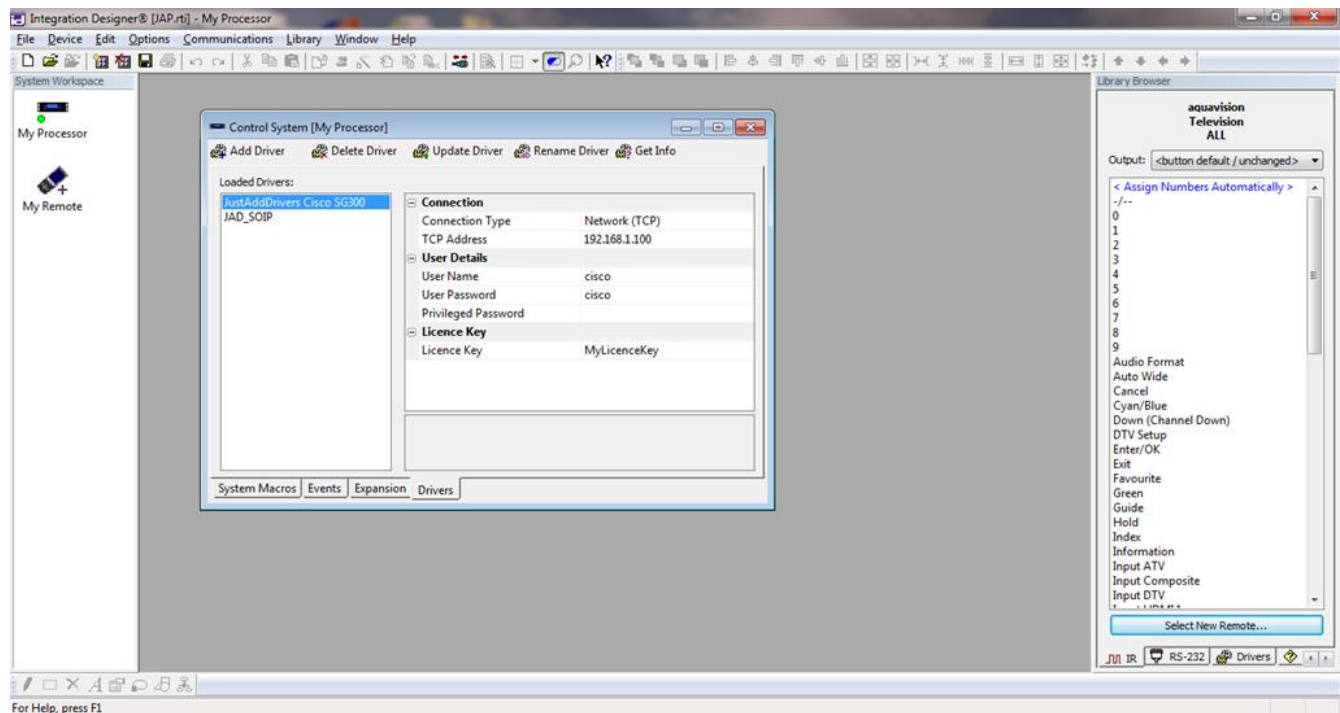 Integration Designer® [JAP.rti] - My Processor
File Device Edit Options Communications Library Window Help
System Workspace
My Processor
My Remote
Control System [My Processor]
Add Driver Delete Driver Update Driver Rename Driver Get Info
Loaded Drivers:
JustAddDrivers Cisco SG300
JAD_SOIP
Connection
Connection Type Network (TCP)
TCP Address 192.168.1.100
User Details
User Name cisco
User Password cisco
Privileged Password
Licence Key
Licence Key MyLicenceKey
System Macros Events Expansion Drivers
Library Browser
aquavision
Television
ALL
Output: <button default / unchanged>
< Assign Numbers Automatically >
-/--
0
1
2
3
4
5
6
7
8
9
Audio Format
Auto Wide
Cancel
Cyan/Blue
Down (Channel Down)
DTV Setup
Enter/OK
Exit
Favourite
Green
Guide
Hold
Index
Information
Input ATV
Input Composite
Input DTV
Select New Remote...
IR RS-232 Drivers
For Help, press F1